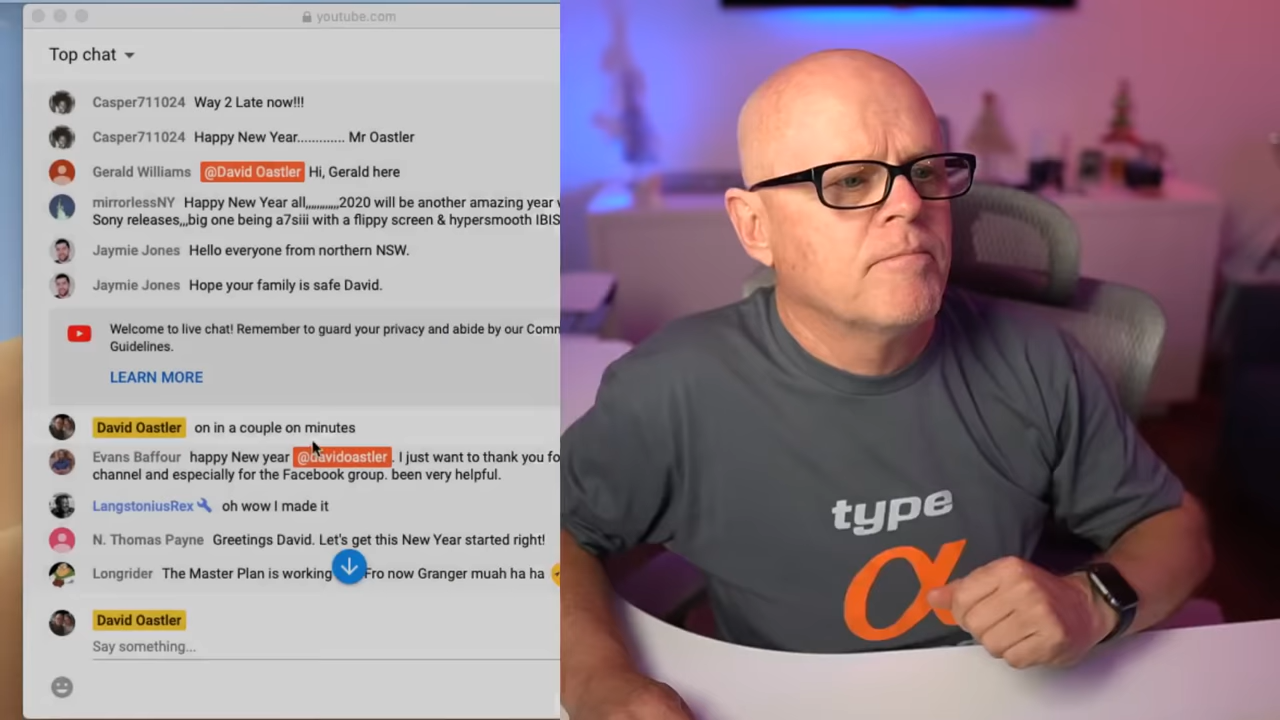 youtube.com
Top chat
Casper711024 Way 2 Late now!!!
Casper711024 Happy New Year............ Mr Oastler
Gerald Williams @David Oastler Hi, Gerald here
mirrorlessNY Happy New Year all,,,,,,,,,,,,2020 will be another amazing year
Sony releases,,,big one being a7siii with a flippy screen & hypersmooth IBIS
Jaymie Jones Hello everyone from northern NSW.
Jaymie Jones Hope your family is safe David.
Welcome to live chat! Remember to guard your privacy and abide by our Comm
Guidelines.
LEARN MORE
David Oastler on in a couple on minutes
Evans Baffour happy New year @davidoastler. I just want to thank you fo
channel and especially for the Facebook group. been very helpful.
LangstoniusRex oh wow I made it
N. Thomas Payne Greetings David. Let's get this New Year started right!
Longrider The Master Plan is working Fro now Granger muah ha ha
David Oastler
Say something...
type
α